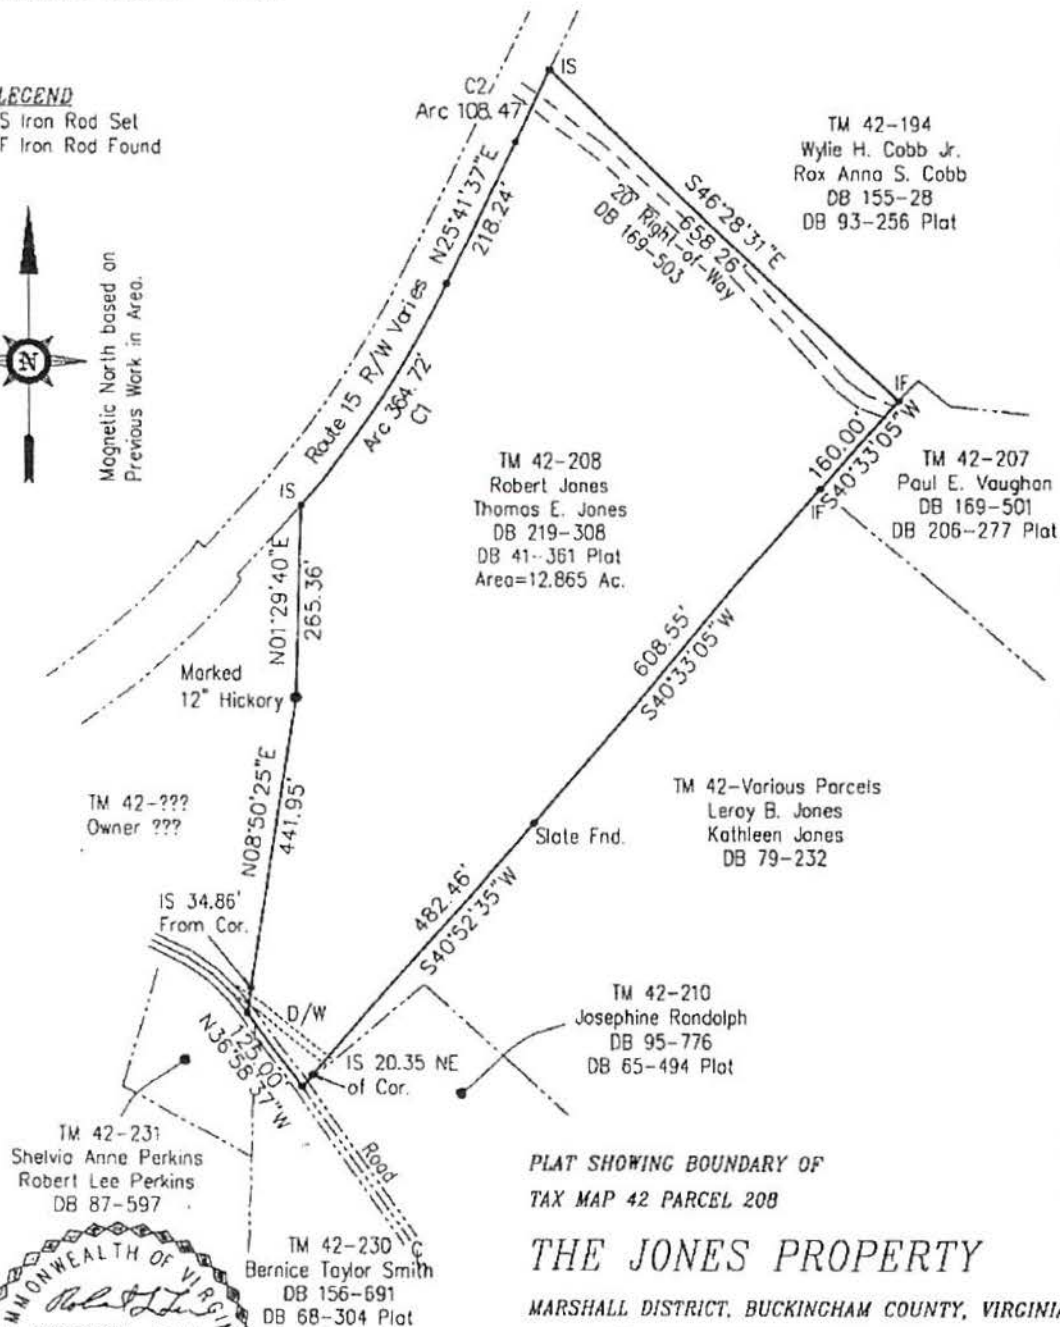 LEGEND
S Iron Rod Set
F Iron Rod Found
N
Magnetic North based on
Previous Work in Area.
IS
C2
Arc 108.47
N25°41'37"E
218.24'
Route 15 R/W Varies
Arc 364.72'
C1
IS
S46°28'31"E
658.26'
20' Right-of-Way
DB 169-503
TM 42-194
Wylie H. Cobb Jr.
Rox Anna S. Cobb
DB 155-28
DB 93-256 Plat
IF
160.00'
S40°33'05"W
IF
TM 42-207
Paul E. Vaughan
DB 169-501
DB 206-277 Plat
TM 42-208
Robert Jones
Thomas E. Jones
DB 219-308
DB 41-361 Plat
Area=12.865 Ac.
N01°29'40"E
265.36'
Marked
12" Hickory
608.55'
S40°33'05"W
TM 42-???
Owner ???
N08°50'25"E
441.95'
Slate Fnd.
TM 42-Various Parcels
Leroy B. Jones
Kathleen Jones
DB 79-232
482.46'
S40°52'35"W
IS 34.86'
From Cor.
D/W
125.00'
N36°58'37"W
IS 20.35 NE
of Cor.
TM 42-210
Josephine Randolph
DB 95-776
DB 65-494 Plat
Road
TM 42-231
Shelvia Anne Perkins
Robert Lee Perkins
DB 87-597
TM 42-230
Bernice Taylor Smith
DB 156-691
DB 68-304 Plat
MMONWEALTH OF VIRGIN
PLAT SHOWING BOUNDARY OF
TAX MAP 42 PARCEL 208
THE JONES PROPERTY
MARSHALL DISTRICT, BUCKINGHAM COUNTY, VIRGINIA